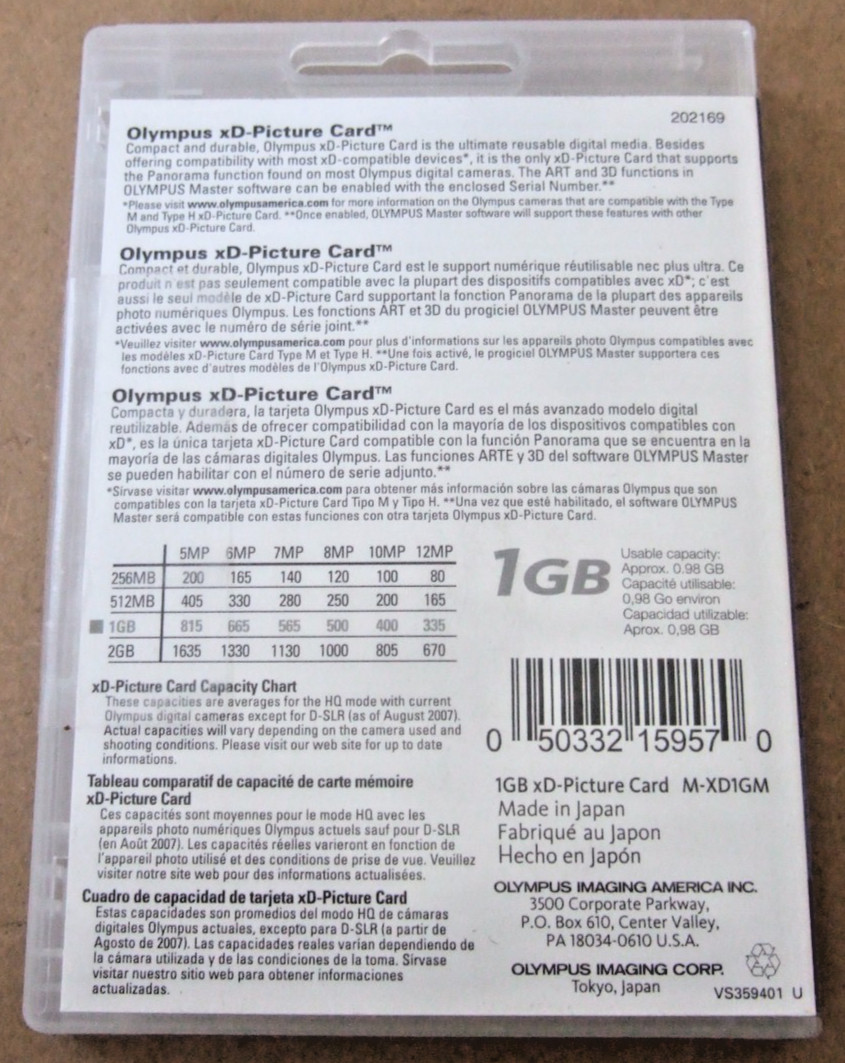 202169
Olympus xD-Picture Card™
Compact and durable, Olympus xD-Picture Card is the ultimate reusable digital media. Besides
offering compatibility with most xD-compatible devices*, it is the only xD-Picture Card that supports
the Panorama function found on most Olympus digital cameras. The ART and 3D functions in
OLYMPUS Master software can be enabled with the enclosed Serial Number.**
*Please visit www.olympusamerica.com for more information on the Olympus cameras that are compatible with the Type
M and Type H xD-Picture Card. **Once enabled, OLYMPUS Master software will support these features with other
Olympus xD-Picture Card.
Olympus xD-Picture Card™
Compact et durable, Olympus xD-Picture Card est le support numérique réutilisable nec plus ultra. Ce
produit n'est pas seulement compatible avec la plupart des dispositifs compatibles avec xD*; c'est
aussi le seul modèle de xD-Picture Card supportant la fonction Panorama de la plupart des appareils
photo numériques Olympus. Les fonctions ART et 3D du progiciel OLYMPUS Master peuvent être
activées avec le numéro de série joint.**
*Veuillez visiter www.olympusamerica.com pour plus d'informations sur les appareils photo Olympus compatibles avec
les modèles xD-Picture Card Type M et Type H. **Une fois activé, le progiciel OLYMPUS Master supportera ces
fonctions avec d'autres modèles de l'Olympus xD-Picture Card.
Olympus xD-Picture Card™
Compacta y duradera, la tarjeta Olympus xD-Picture Card es el más avanzado modelo digital
reutilizable. Además de ofrecer compatibilidad con la mayoría de los dispositivos compatibles con
xD*, es la única tarjeta xD-Picture Card compatible con la función Panorama que se encuentra en la
mayoría de las cámaras digitales Olympus. Las funciones ARTE y 3D del software OLYMPUS Master
se pueden habilitar con el número de serie adjunto.**
*Sírvase visitar www.olympusamerica.com para obtener más información sobre las cámaras Olympus que son
compatibles con la tarjeta xD-Picture Card Tipo M y Tipo H. **Una vez que esté habilitado, el software OLYMPUS
Master será compatible con estas funciones con otra tarjeta Olympus xD-Picture Card.
5MP 6MP 7MP 8MP 10MP 12MP
256MB 200 165 140 120 100 80
512MB 405 330 280 250 200 165
1GB 815 665 565 500 400 335
2GB 1635 1330 1130 1000 805 670
1GB
Usable capacity:
Approx. 0.98 GB
Capacité utilisable:
0,98 Go environ
Capacidad utilizable:
Aprox. 0,98 GB
xD-Picture Card Capacity Chart
These capacities are averages for the HQ mode with current
Olympus digital cameras except for D-SLR (as of August 2007).
Actual capacities will vary depending on the camera used and
shooting conditions. Please visit our web site for up to date
informations.
Tableau comparatif de capacité de carte mémoire
xD-Picture Card
Ces capacités sont moyennes pour le mode HQ avec les
appareils photo numériques Olympus actuels sauf pour D-SLR
(en Août 2007). Les capacités réelles varieront en fonction de
l'appareil photo utilisé et des conditions de prise de vue. Veuillez
visiter notre site web pour des informations actualisées.
Cuadro de capacidad de tarjeta xD-Picture Card
Estas capacidades son promedios del modo HQ de cámaras
digitales Olympus actuales, excepto para D-SLR (a partir de
Agosto de 2007). Las capacidades reales varían dependiendo de
la cámara utilizada y de las condiciones de la toma. Sírvase
visitar nuestro sitio web para obtener informaciones
actualizadas.
0 50332 15957 0
1GB xD-Picture Card M-XD1GM
Made in Japan
Fabriqué au Japon
Hecho en Japón
OLYMPUS IMAGING AMERICA INC.
3500 Corporate Parkway,
P.O. Box 610, Center Valley,
PA 18034-0610 U.S.A.
OLYMPUS IMAGING CORP.
Tokyo, Japan
VS359401 U